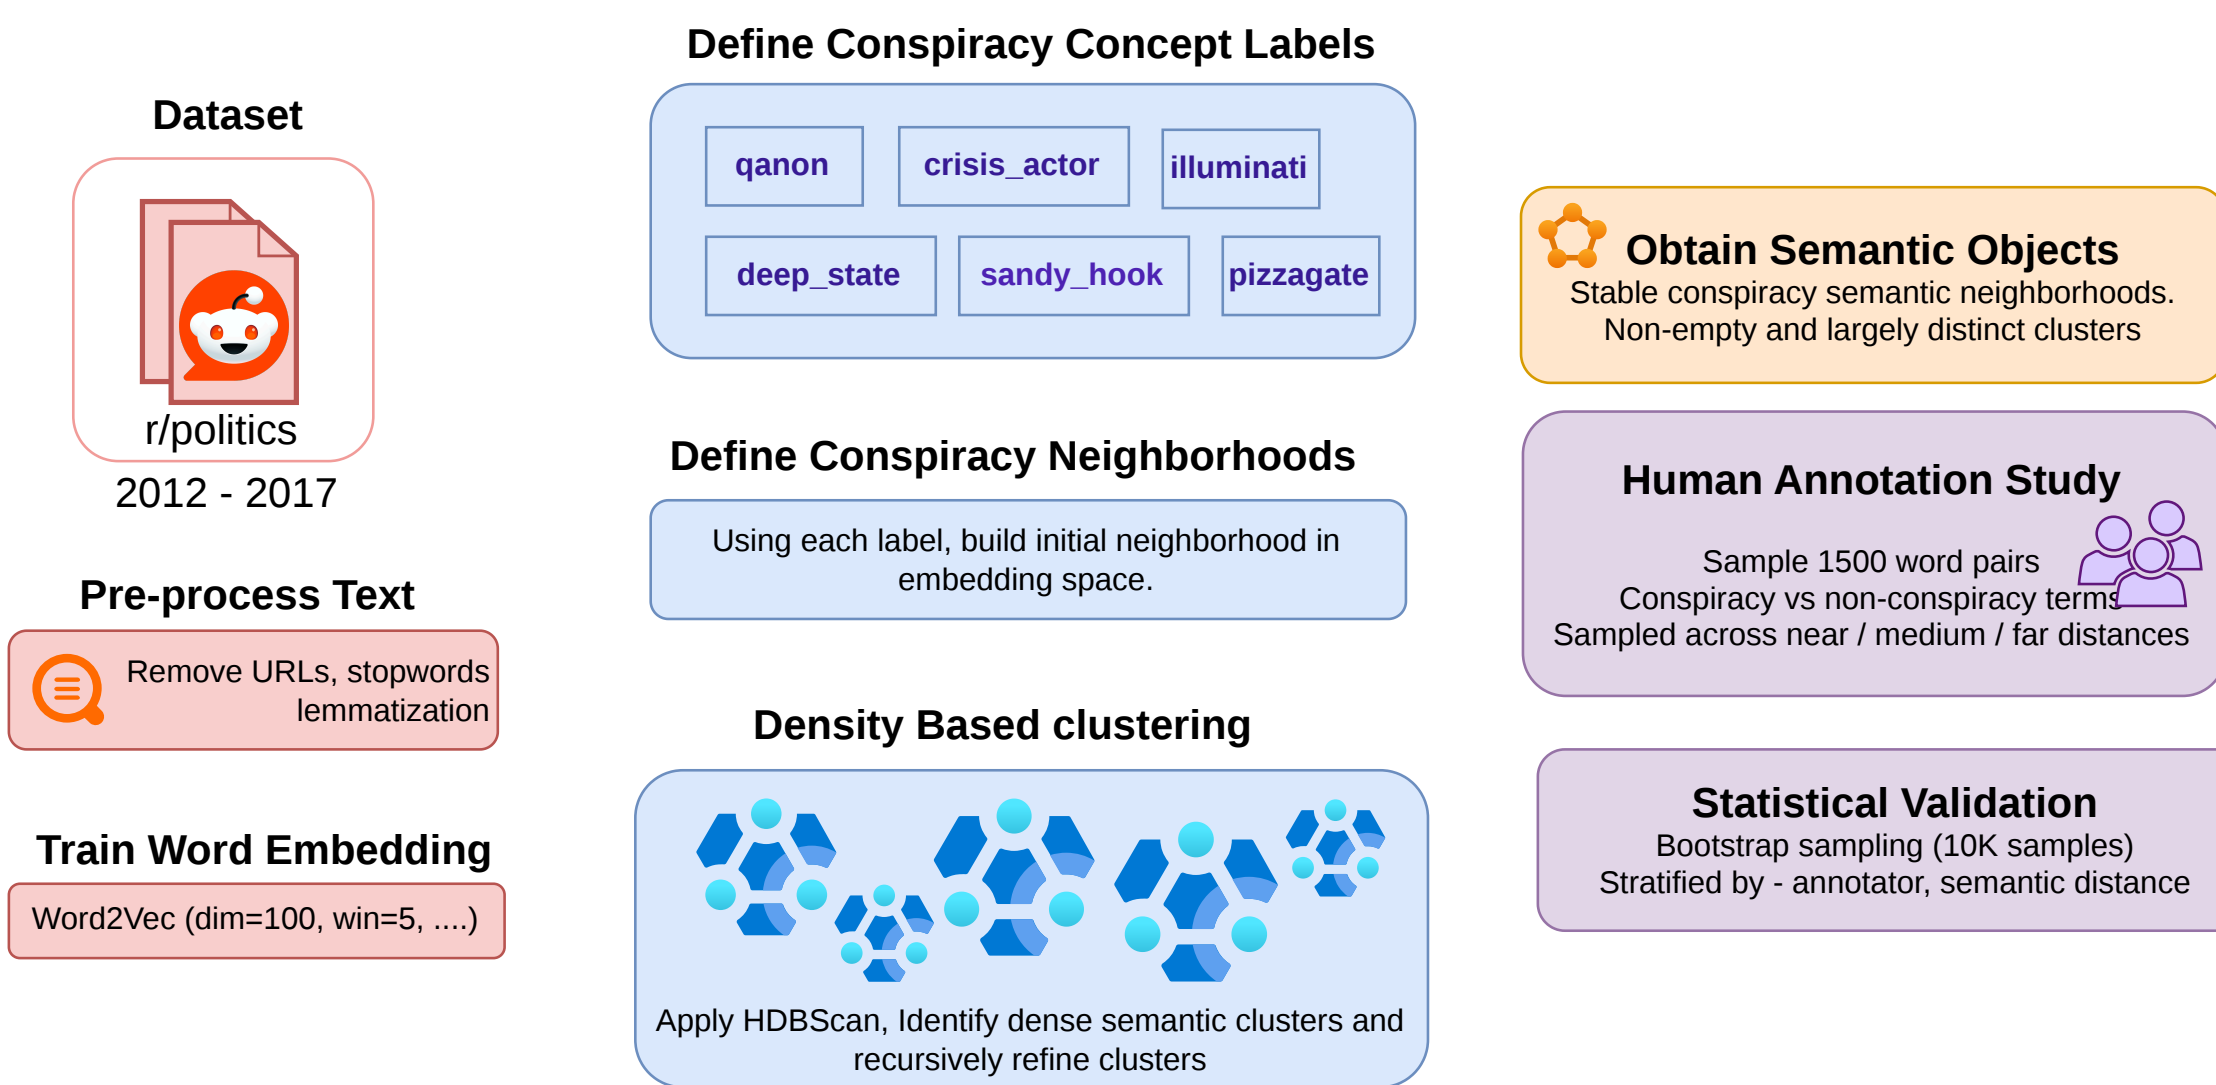 Dataset
r/politics
2012 - 2017
Pre-process Text
Remove URLs, stopwords
lemmatization
Train Word Embedding
Word2Vec (dim=100, win=5, ....)
Define Conspiracy Concept Labels
qanon
crisis_actor
illuminati
deep_state
sandy_hook
pizzagate
Define Conspiracy Neighborhoods
Using each label, build initial neighborhood in
embedding space.
Density Based clustering
Apply HDBScan, Identify dense semantic clusters and
recursively refine clusters
Obtain Semantic Objects
Stable conspiracy semantic neighborhoods.
Non-empty and largely distinct clusters
Human Annotation Study
Sample 1500 word pairs
Conspiracy vs non-conspiracy terms
Sampled across near / medium / far distances
Statistical Validation
Bootstrap sampling (10K samples)
Stratified by - annotator, semantic distance